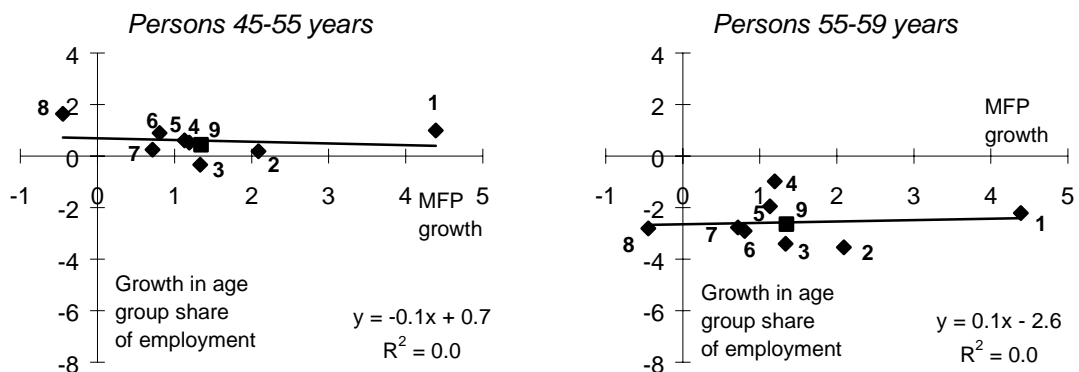 Persons 45-55 years
4
2
0
-2
-4
-6
-8
-1 0 1 2 3 4 5
8
6
5
4
9
1
7
3
2
MFP
growth
Growth in age
group share
of employment
y = -0.1x + 0.7
R² = 0.0
Persons 55-59 years
4
2
0
-2
-4
-6
-8
-1 0 1 2 3 4 5
MFP
growth
4
9
5
1
8
7
6
3
2
Growth in age
group share
of employment
y = 0.1x - 2.6
R² = 0.0